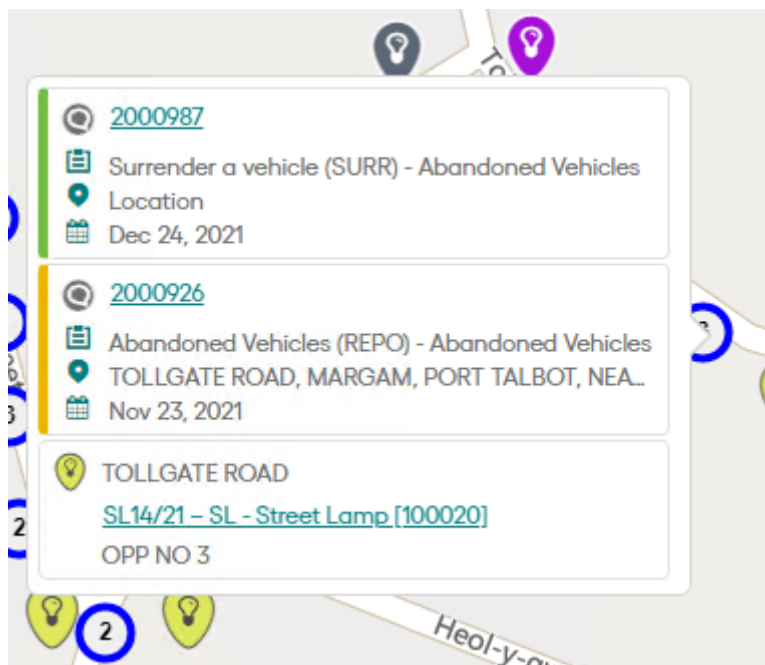 To
2000987
Surrender a vehicle (SURR) - Abandoned Vehicles
Location
Dec 24, 2021
2000926
Abandoned Vehicles (REPO) - Abandoned Vehicles
TOLLGATE ROAD, MARGAM, PORT TALBOT, NEA...
Nov 23, 2021
TOLLGATE ROAD
SL14/21 – SL - Street Lamp [100020]
OPP NO 3
2
2
Heol-y-gw